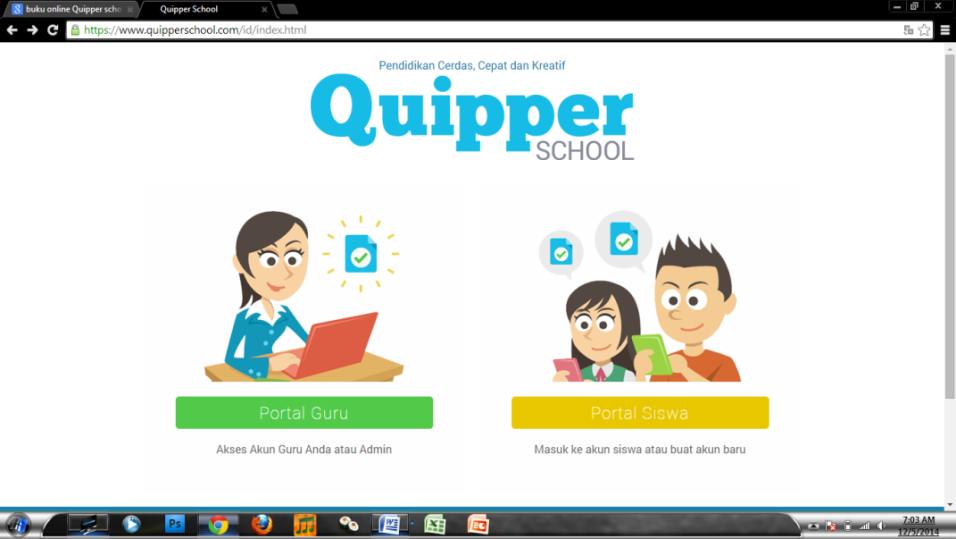 buku online Quipper scho
Quipper School
https://www.quipperschool.com/id/index.html
Pendidikan Cerdas, Cepat dan Kreatif
Quipper
SCHOOL
Portal Guru
Portal Siswa
Akses Akun Guru Anda atau Admin
Masuk ke akun siswa atau buat akun baru
Ps
7:03 AM
12/5/2014